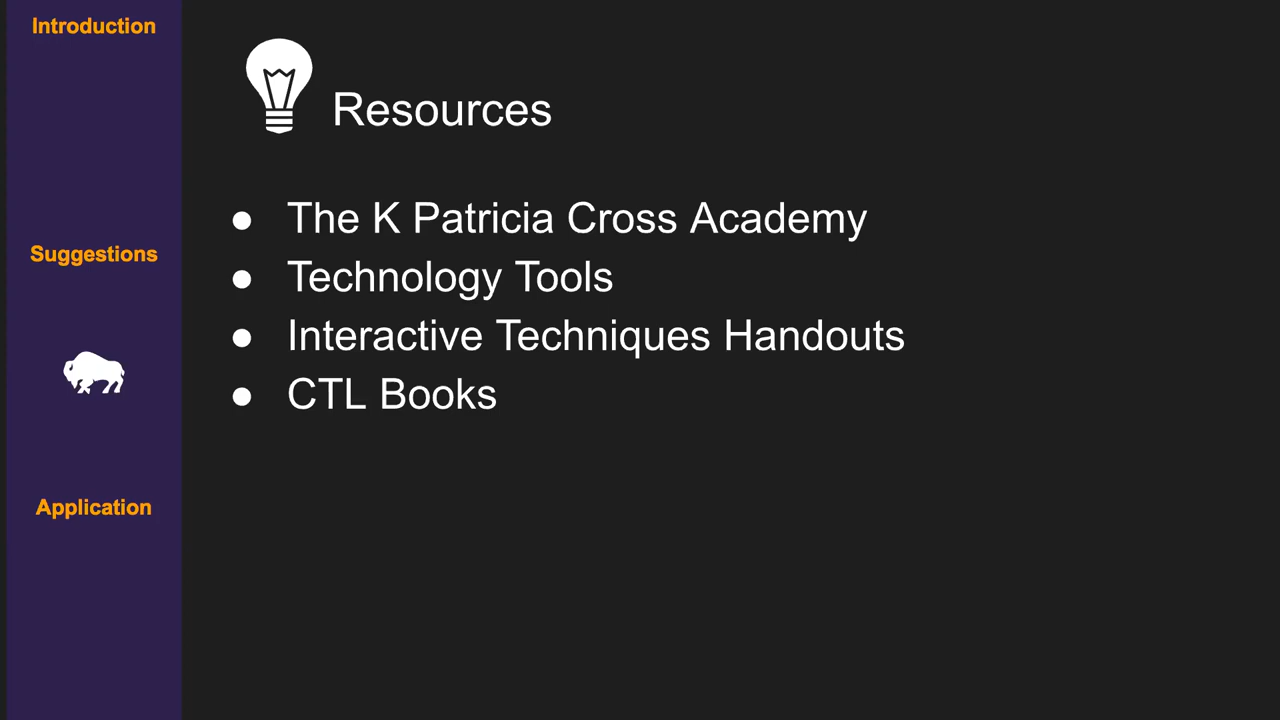 Introduction
Suggestions
Application
Resources
● The K Patricia Cross Academy
● Technology Tools
● Interactive Techniques Handouts
● CTL Books